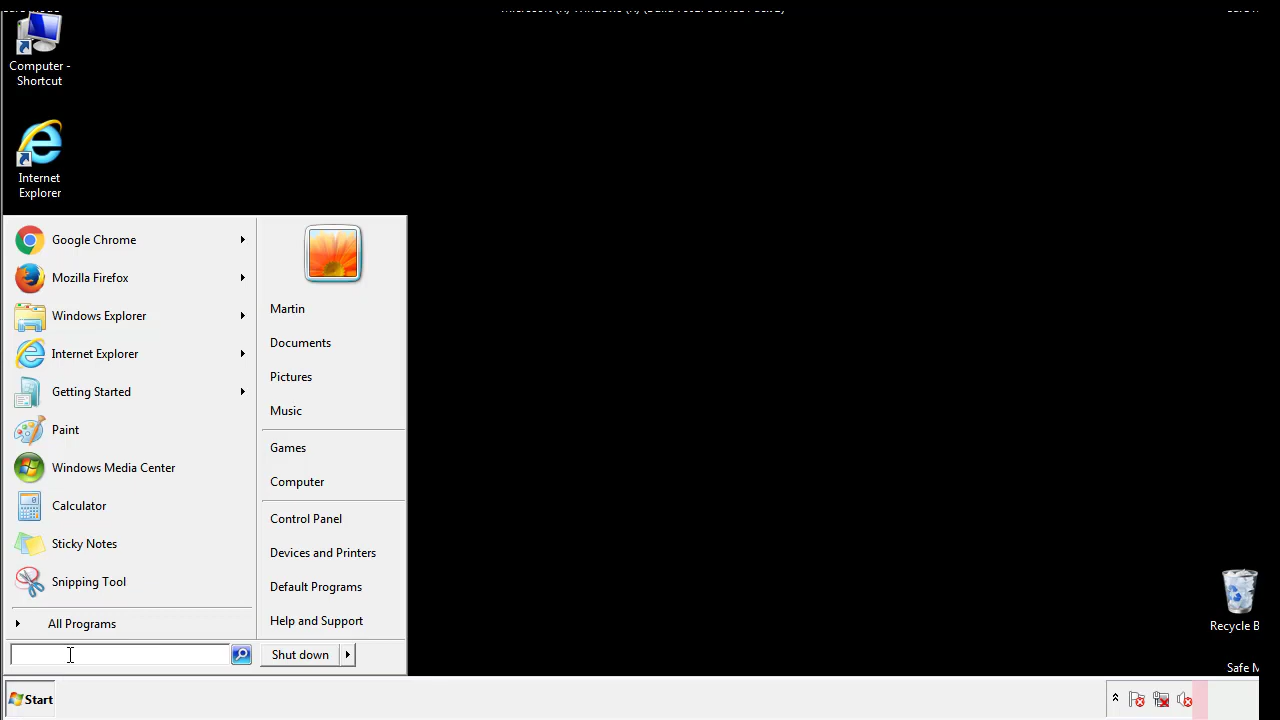 Computer -
Shortcut
Internet
Explorer
Google Chrome
Mozilla Firefox
Windows Explorer
Internet Explorer
Getting Started
Paint
Windows Media Center
Calculator
Sticky Notes
Snipping Tool
All Programs
Martin
Documents
Pictures
Music
Games
Computer
Control Panel
Devices and Printers
Default Programs
Help and Support
Shut down
Recycle B
Safe M
Start